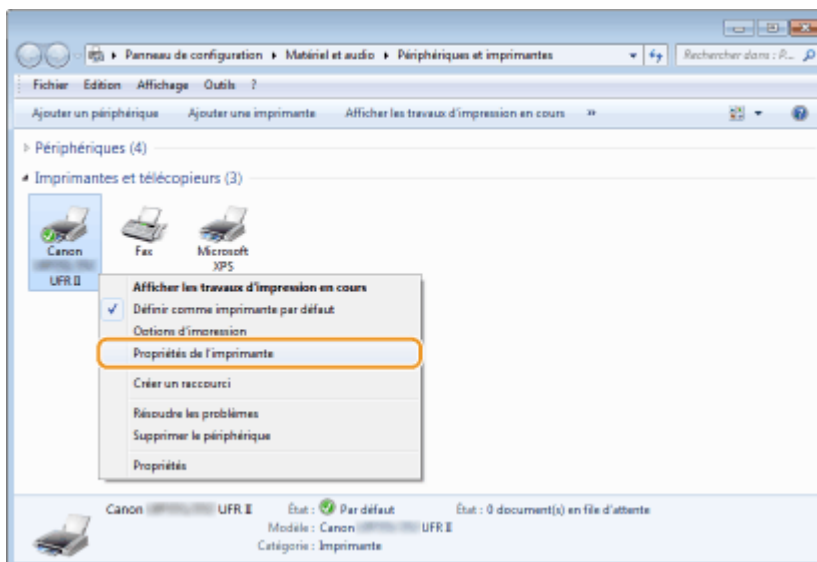 Panneau de configuration ▸ Matériel et audio ▸ Périphériques et imprimantes
Rechercher dans : P...
Fichier Edition Affichage Outils ?
Ajouter un périphérique Ajouter une imprimante Afficher les travaux d'impression en cours »
Périphériques (4)
Imprimantes et télécopieurs (3)
Canon
UFR II
Fax
Microsoft
XPS
Afficher les travaux d'impression en cours
Définir comme imprimante par défaut
Options d'impression
Propriétés de l'imprimante
Créer un raccourci
Résoudre les problèmes
Supprimer le périphérique
Propriétés
Canon UFR II État : Par défaut État : 0 document(s) en file d'attente
Modèle : Canon UFR II
Catégorie : Imprimante